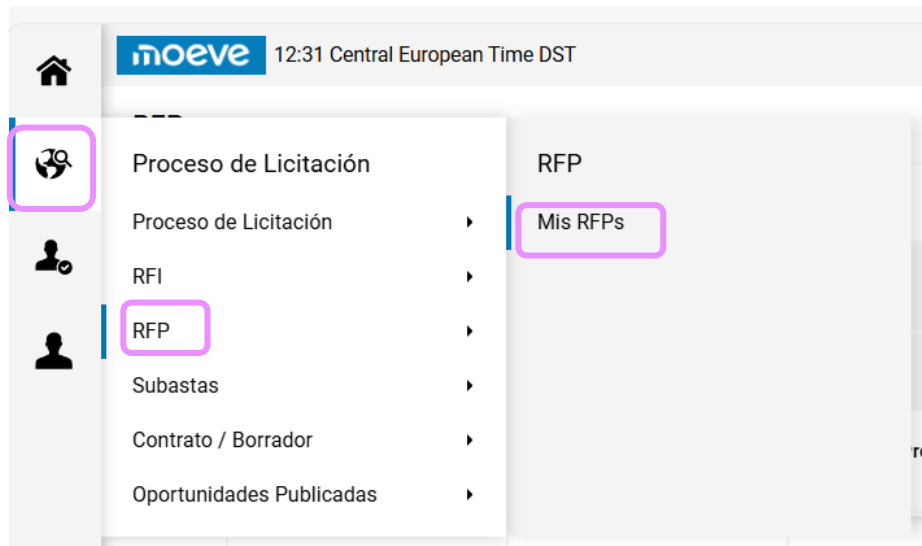 moeve 12:31 Central European Time DST
Proceso de Licitación
Proceso de Licitación
RFI
RFP
Subastas
Contrato / Borrador
Oportunidades Publicadas
RFP
Mis RFPs